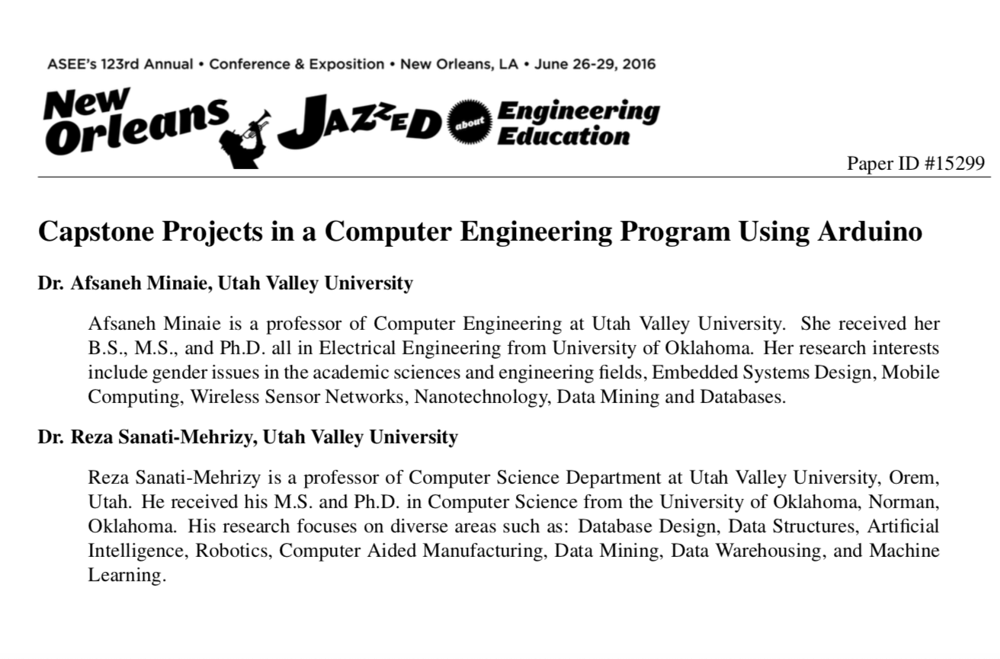 ASEE's 123rd Annual • Conference & Exposition • New Orleans, LA • June 26-29, 2016
New Orleans JAZZED about Engineering Education
Paper ID #15299
Capstone Projects in a Computer Engineering Program Using Arduino
Dr. Afsaneh Minaie, Utah Valley University
Afsaneh Minaie is a professor of Computer Engineering at Utah Valley University. She received her
B.S., M.S., and Ph.D. all in Electrical Engineering from University of Oklahoma. Her research interests
include gender issues in the academic sciences and engineering fields, Embedded Systems Design, Mobile
Computing, Wireless Sensor Networks, Nanotechnology, Data Mining and Databases.
Dr. Reza Sanati-Mehrizy, Utah Valley University
Reza Sanati-Mehrizy is a professor of Computer Science Department at Utah Valley University, Orem,
Utah. He received his M.S. and Ph.D. in Computer Science from the University of Oklahoma, Norman,
Oklahoma. His research focuses on diverse areas such as: Database Design, Data Structures, Artificial
Intelligence, Robotics, Computer Aided Manufacturing, Data Mining, Data Warehousing, and Machine
Learning.